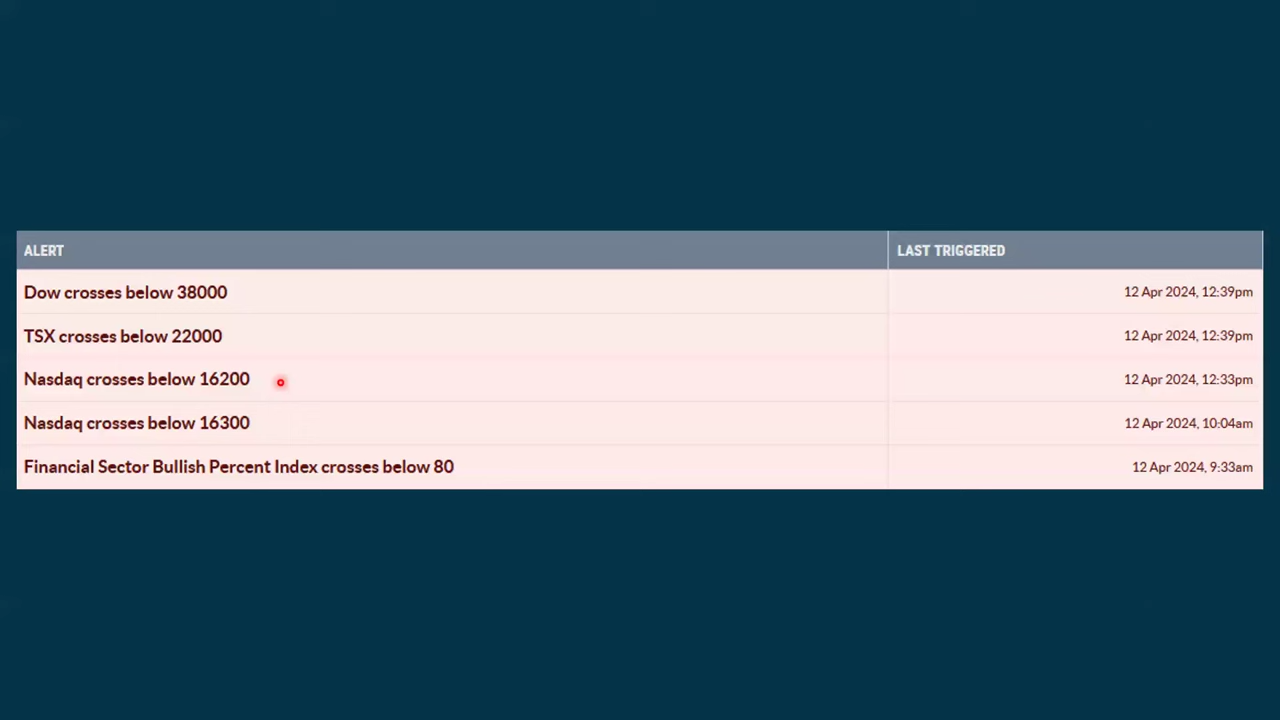 ALERT LAST TRIGGERED
Dow crosses below 38000 12 Apr 2024, 12:39pm
TSX crosses below 22000 12 Apr 2024, 12:39pm
Nasdaq crosses below 16200 12 Apr 2024, 12:33pm
Nasdaq crosses below 16300 12 Apr 2024, 10:04am
Financial Sector Bullish Percent Index crosses below 80 12 Apr 2024, 9:33am